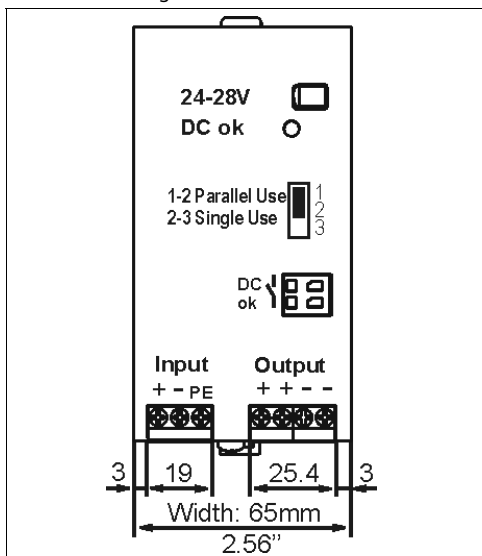 24-28V
DC ok
1-2 Parallel Use
2-3 Single Use
1
2
3
DC
ok
Input
+ - PE
Output
+ + - -
3
19
25.4
3
Width: 65mm
2.56"